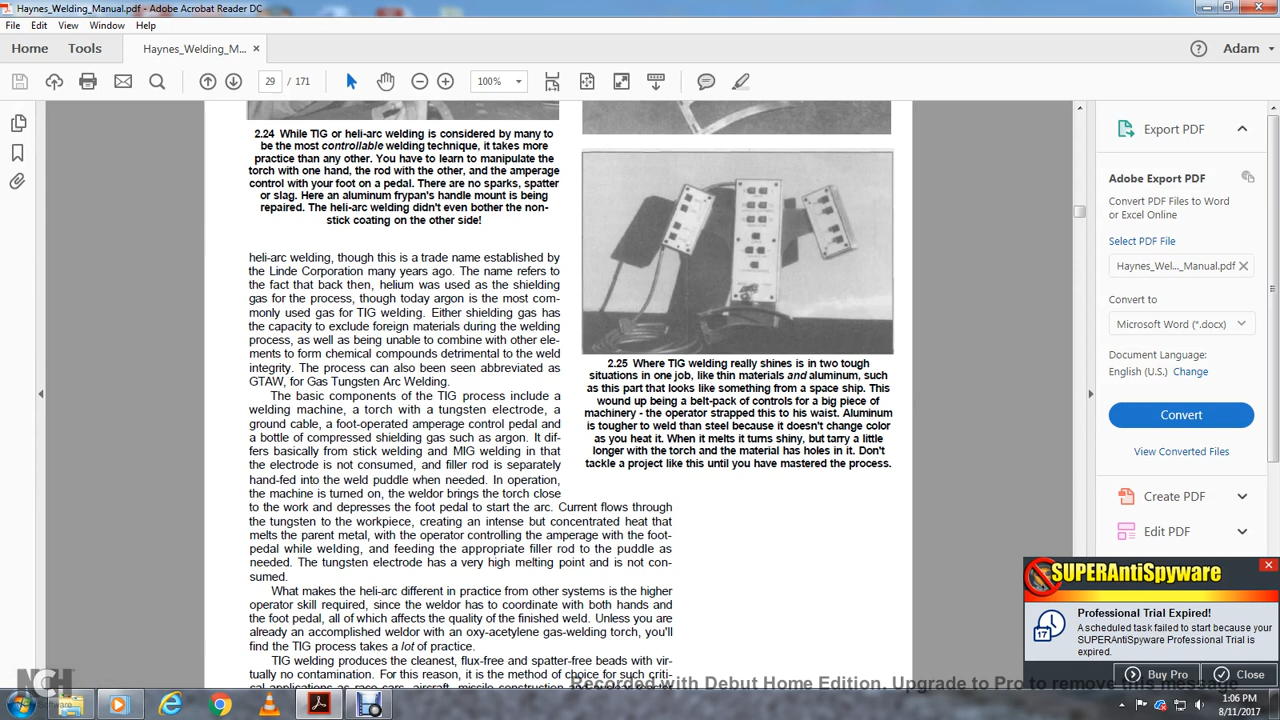 Haynes_Welding_Manual.pdf - Adobe Acrobat Reader DC
File Edit View Window Help
Home Tools Haynes_Welding_M... × Adam
29 / 171 100%
2.24 While TIG or heli-arc welding is considered by many to
be the most controllable welding technique, it takes more
practice than any other. You have to learn to manipulate the
torch with one hand, the rod with the other, and the amperage
control with your foot on a pedal. There are no sparks, spatter
or slag. Here an aluminum frypan's handle mount is being
repaired. The heli-arc welding didn't even bother the non-
stick coating on the other side!
heli-arc welding, though this is a trade name established by
the Linde Corporation many years ago. The name refers to
the fact that back then, helium was used as the shielding
gas for the process, though today argon is the most com-
monly used gas for TIG welding. Either shielding gas has
the capacity to exclude foreign materials during the welding
process, as well as being unable to combine with other ele-
ments to form chemical compounds detrimental to the weld
integrity. The process can also been seen abbreviated as
GTAW, for Gas Tungsten Arc Welding.
The basic components of the TIG process include a
welding machine, a torch with a tungsten electrode, a
ground cable, a foot-operated amperage control pedal and
a bottle of compressed shielding gas such as argon. It dif-
fers basically from stick welding and MIG welding in that
the electrode is not consumed, and filler rod is separately
hand-fed into the weld puddle when needed. In operation,
the machine is turned on, the weldor brings the torch close
to the work and depresses the foot pedal to start the arc. Current flows through
the tungsten to the workpiece, creating an intense but concentrated heat that
melts the parent metal, with the operator controlling the amperage with the foot-
pedal while welding, and feeding the appropriate filler rod to the puddle as
needed. The tungsten electrode has a very high melting point and is not con-
sumed.
What makes the heli-arc different in practice from other systems is the higher
operator skill required, since the weldor has to coordinate with both hands and
the foot pedal, all of which affects the quality of the finished weld. Unless you are
already an accomplished weldor with an oxy-acetylene gas-welding torch, you'll
find the TIG process takes a lot of practice.
TIG welding produces the cleanest, flux-free and spatter-free beads with vir-
tually no contamination. For this reason, it is the method of choice for such criti-
2.25 Where TIG welding really shines is in two tough
situations in one job, like thin materials and aluminum, such
as this part that looks like something from a space ship. This
wound up being a belt-pack of controls for a big piece of
machinery - the operator strapped this to his waist. Aluminum
is tougher to weld than steel because it doesn't change color
as you heat it. When it melts it turns shiny, but tarry a little
longer with the torch and the material has holes in it. Don't
tackle a project like this until you have mastered the process.
Export PDF
Adobe Export PDF
Convert PDF Files to Word
or Excel Online
Select PDF File
Haynes_Wel..._Manual.pdf ×
Convert to
Microsoft Word (*.docx)
Document Language:
English (U.S.) Change
Convert
View Converted Files
Create PDF
Edit PDF
SUPERAntiSpyware
17
Professional Trial Expired!
A scheduled task failed to start because your
SUPERAntiSpyware Professional Trial is
expired.
Buy Pro Close
NCH Software
Recorded with Debut Home Edition. Upgrade to Pro to remove this message
1:06 PM
8/11/2017